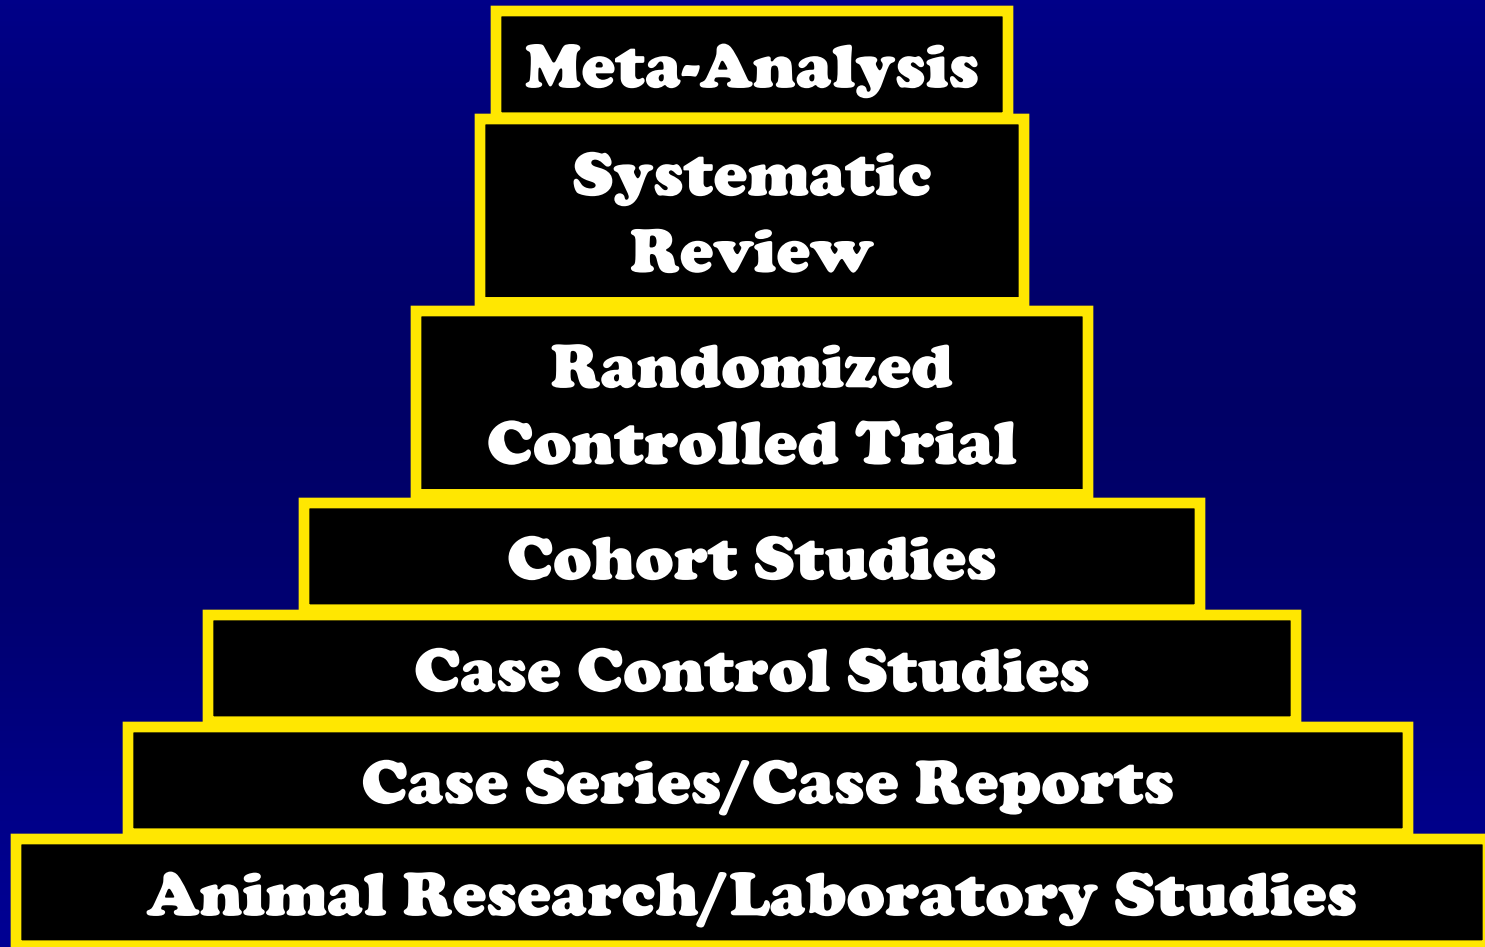 Meta-Analysis
Systematic
Review
Randomized
Controlled Trial
Cohort Studies
Case Control Studies
Case Series/Case Reports
Animal Research/Laboratory Studies